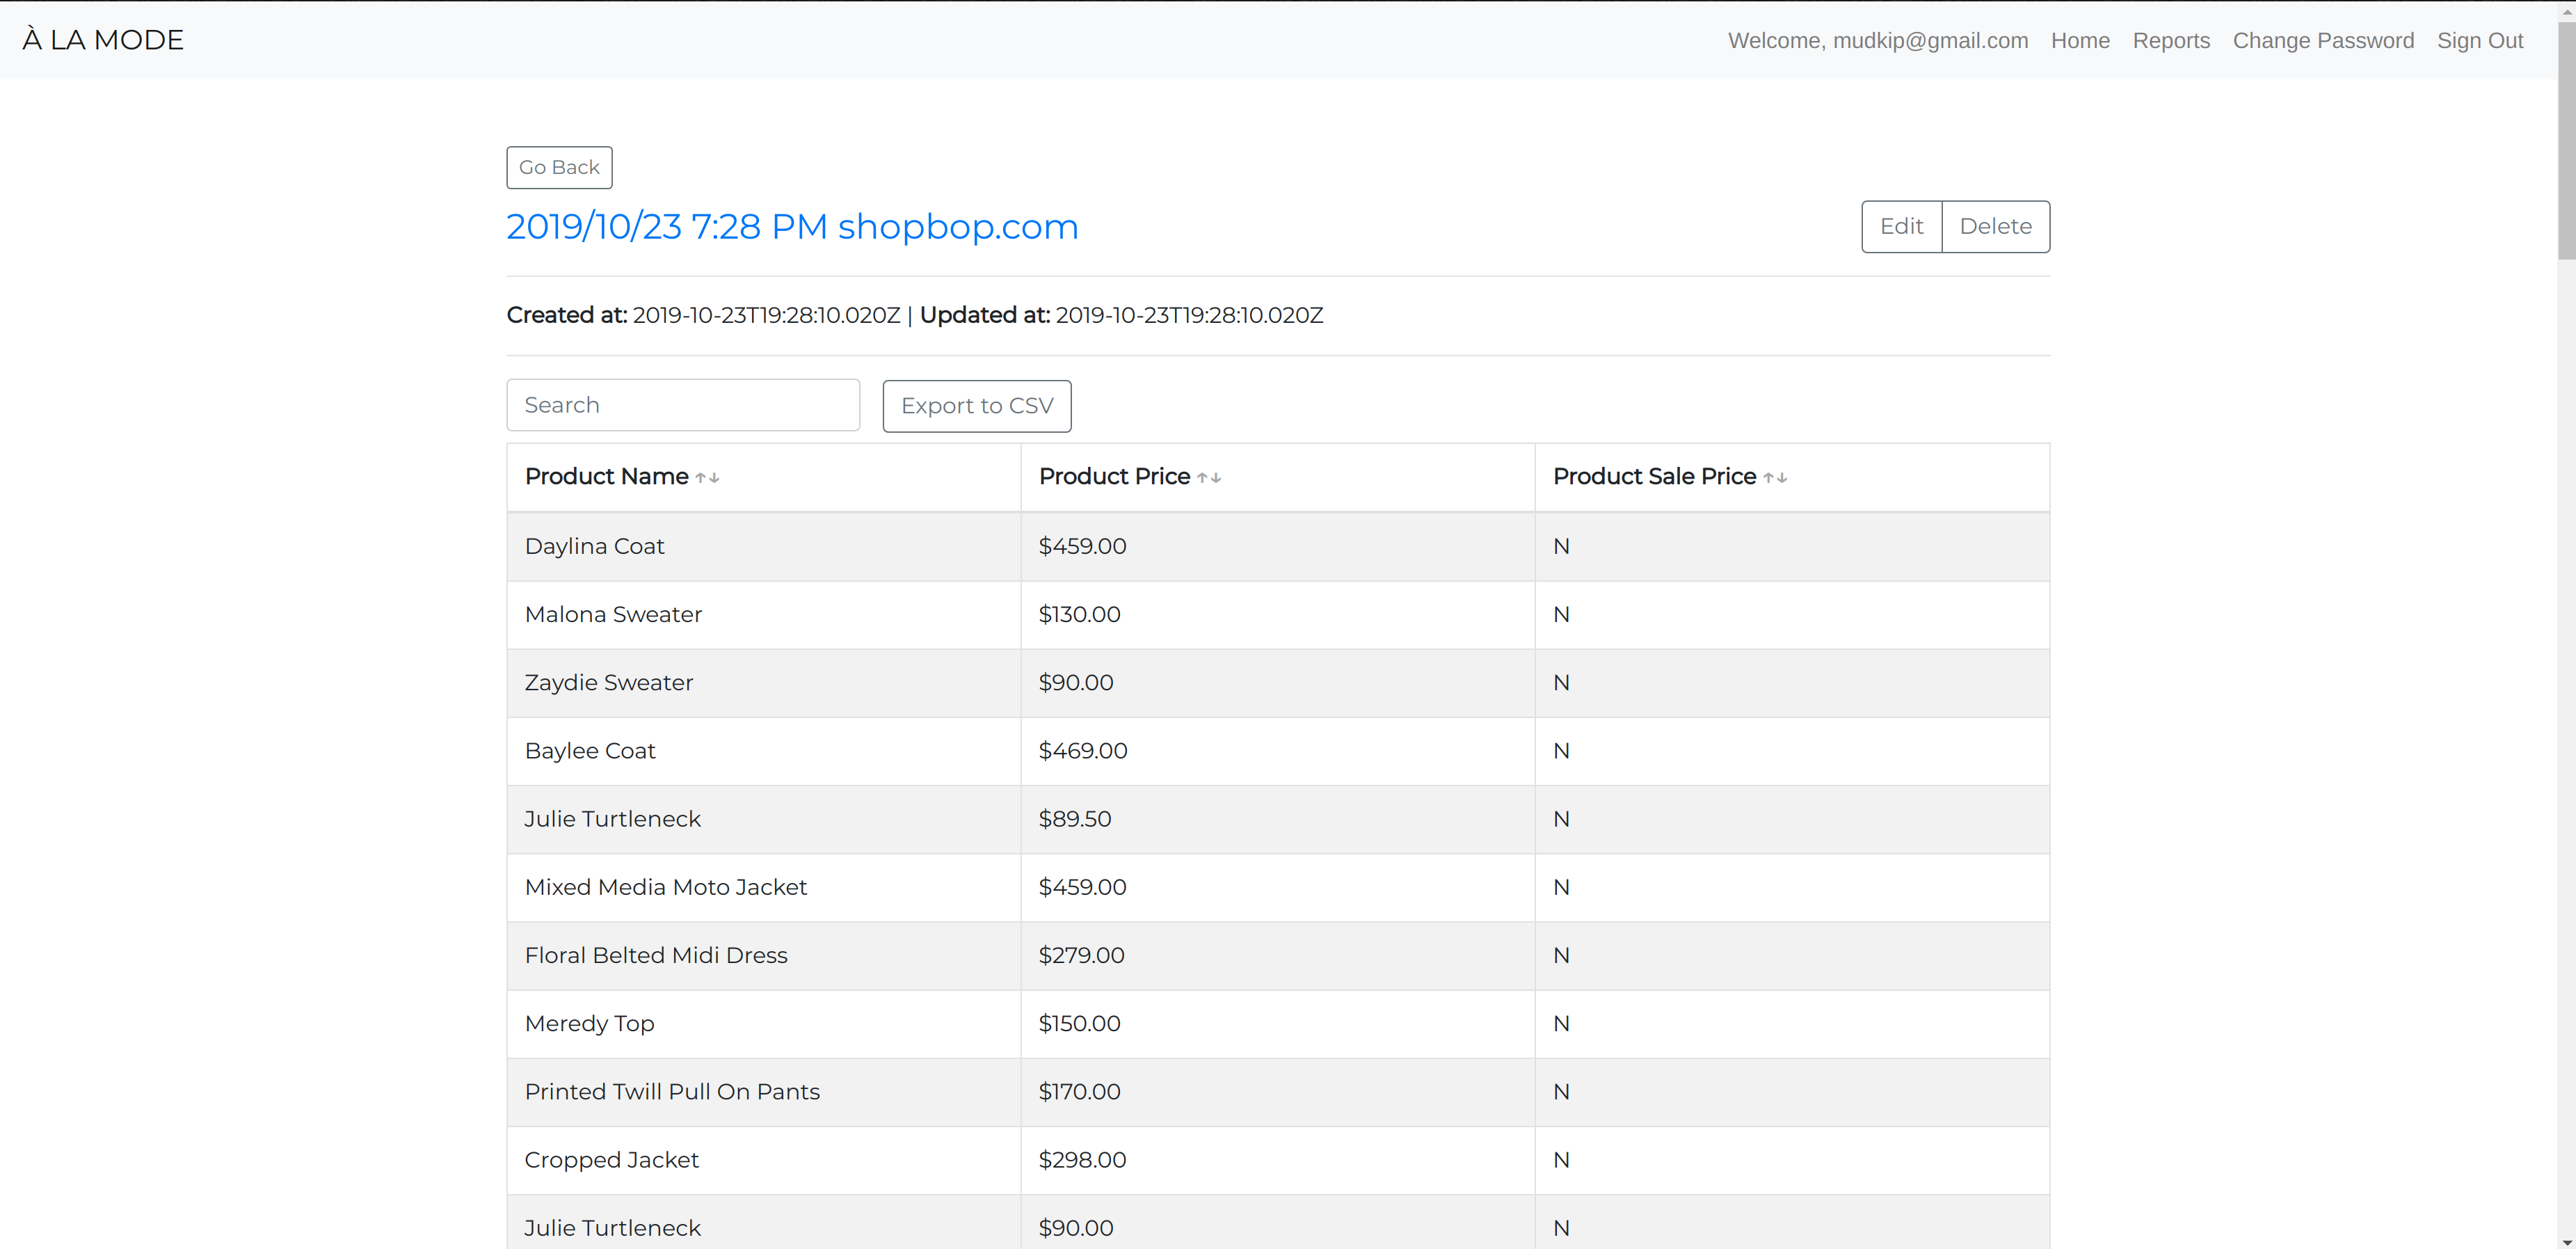 À LA MODE
Welcome, mudkip@gmail.com Home Reports Change Password Sign Out
Go Back
2019/10/23 7:28 PM shopbop.com
Edit Delete
Created at: 2019-10-23T19:28:10.020Z | Updated at: 2019-10-23T19:28:10.020Z
Search Export to CSV
Product Name ↑↓ Product Price ↑↓ Product Sale Price ↑↓
Daylina Coat $459.00 N
Malona Sweater $130.00 N
Zaydie Sweater $90.00 N
Baylee Coat $469.00 N
Julie Turtleneck $89.50 N
Mixed Media Moto Jacket $459.00 N
Floral Belted Midi Dress $279.00 N
Meredy Top $150.00 N
Printed Twill Pull On Pants $170.00 N
Cropped Jacket $298.00 N
Julie Turtleneck $90.00 N